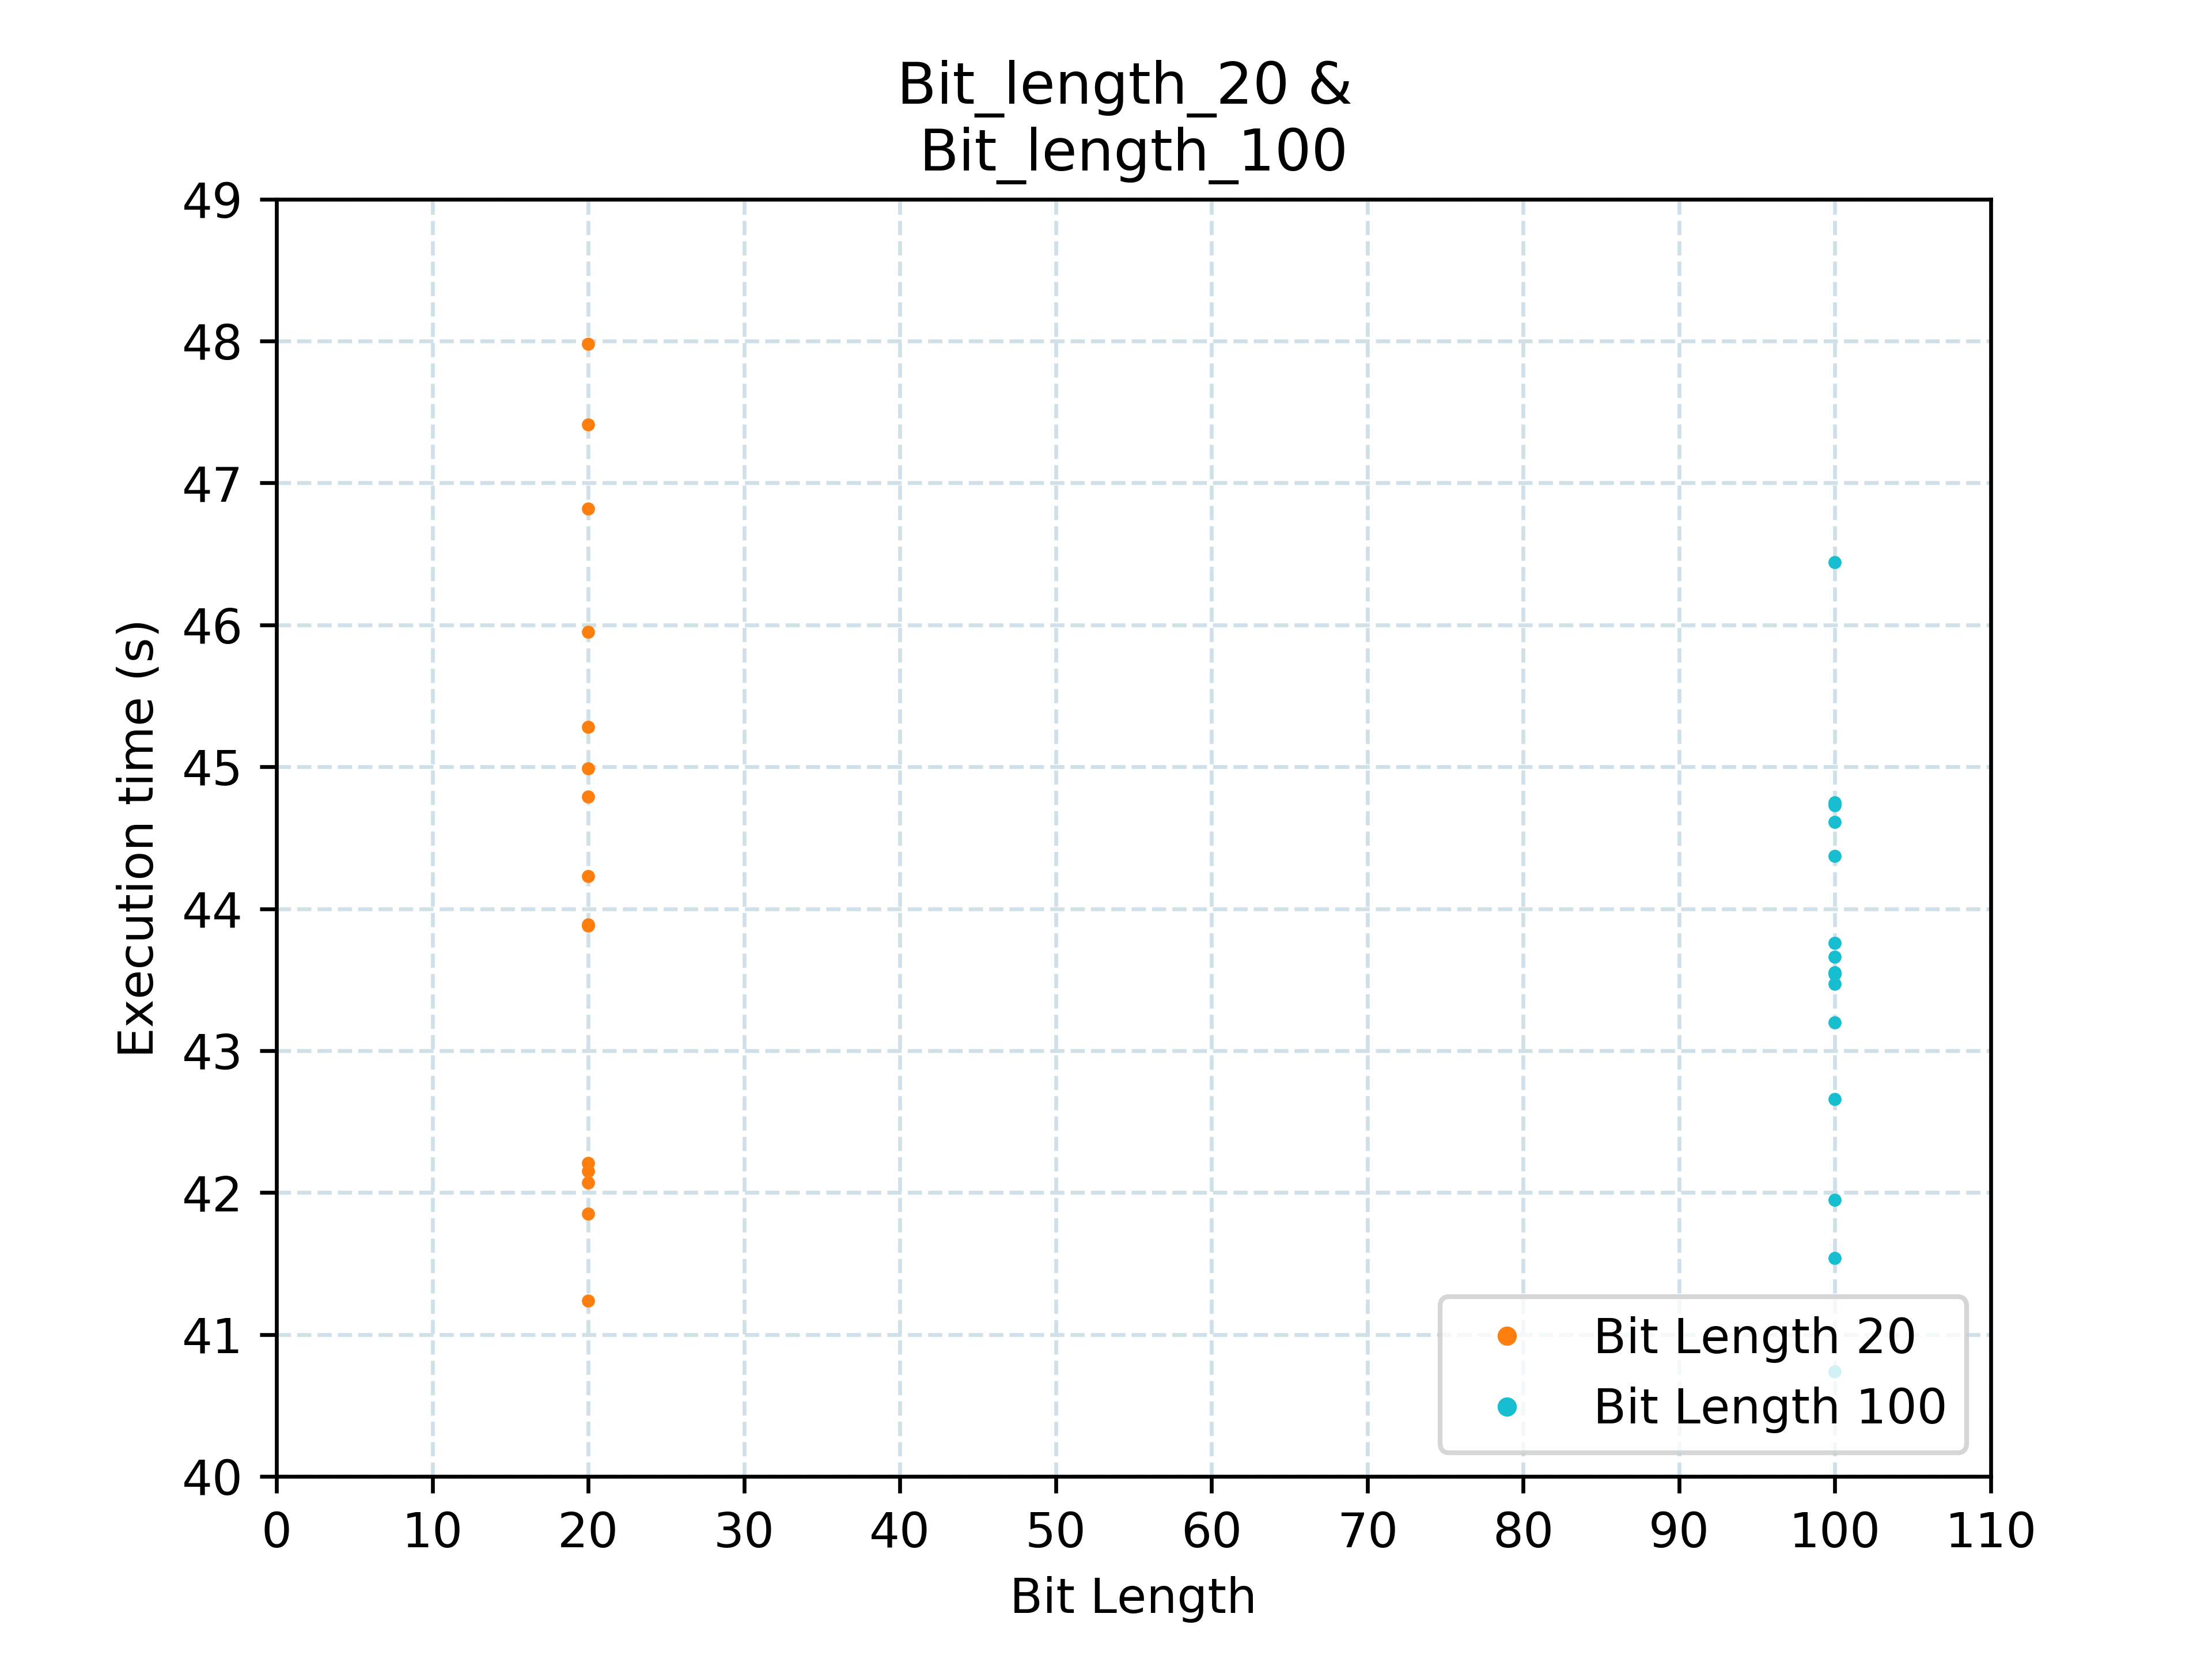 Bit_length_20 &
Bit_length_100
49
48
47
46
45
44
43
42
41
40
Execution time (s)
Bit Length 20
Bit Length 100
0 10 20 30 40 50 60 70 80 90 100 110
Bit Length